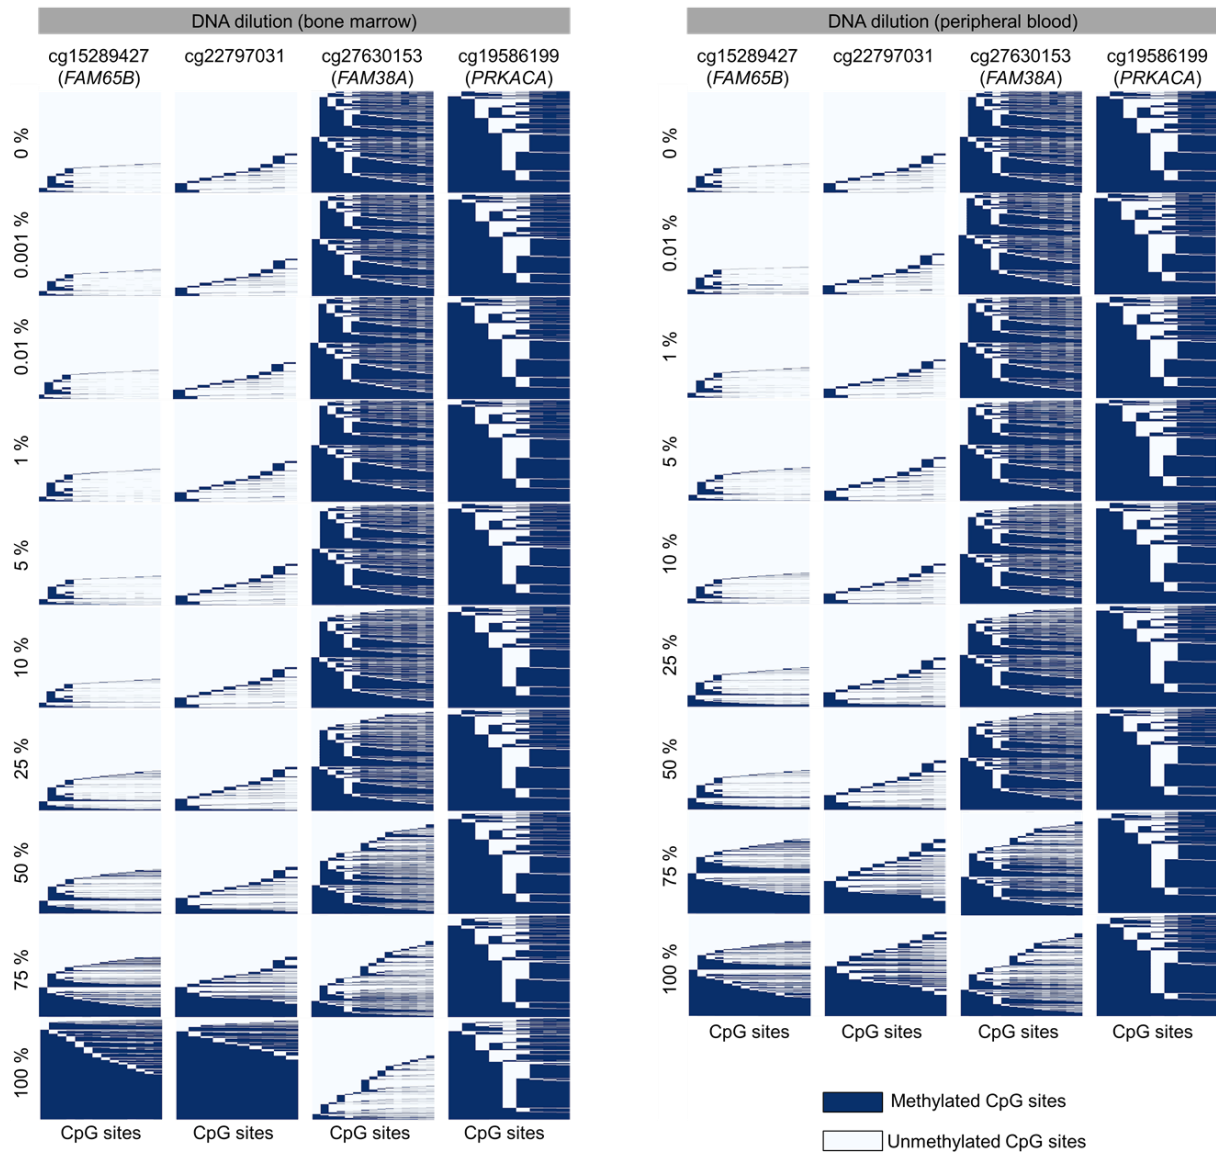 DNA dilution (bone marrow)
cg15289427 cg22797031 cg27630153 cg19586199
(FAM65B) (FAM38A) (PRKACA)
0 %
0.001 %
0.01 %
1 %
5 %
10 %
25 %
50 %
75 %
100 %
CpG sites CpG sites CpG sites CpG sites
DNA dilution (peripheral blood)
cg15289427 cg22797031 cg27630153 cg19586199
(FAM65B) (FAM38A) (PRKACA)
0 %
0.01 %
1 %
5 %
10 %
25 %
50 %
75 %
100 %
CpG sites CpG sites CpG sites CpG sites
Methylated CpG sites
Unmethylated CpG sites